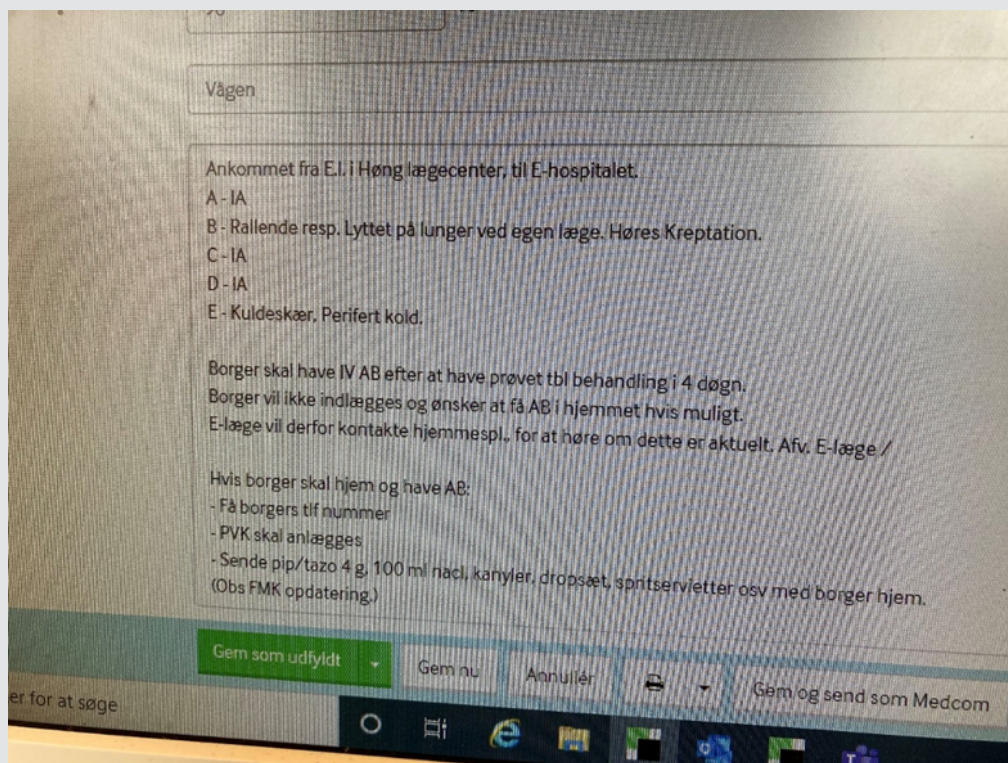 Vågen
Ankommet fra E.l. i Høng lægecenter, til E-hospitalet.
A - IA
B - Rallende resp. Lyttet på lunger ved egen læge. Høres Kreptation.
C - IA
D - IA
E - Kuldeskær. Perifert kold.
Borger skal have IV AB efter at have prøvet tbl behandling i 4 døgn.
Borger vil ikke indlægges og ønsker at få AB i hjemmet hvis muligt.
E-læge vil derfor kontakte hjemmespl., for at høre om dette er aktuelt. Afv. E-læge /
Hvis borger skal hjem og have AB:
- Få borgers tlf nummer
- PVK skal anlægges
- Sende pip/tazo 4 g, 100 ml nacl, kanyler, dropsæt, spritservietter osv med borger hjem.
(Obs FMK opdatering.)
Gem som udfyldt
Gem nu
Annullér
Gem og send som Medcom
er for at søge